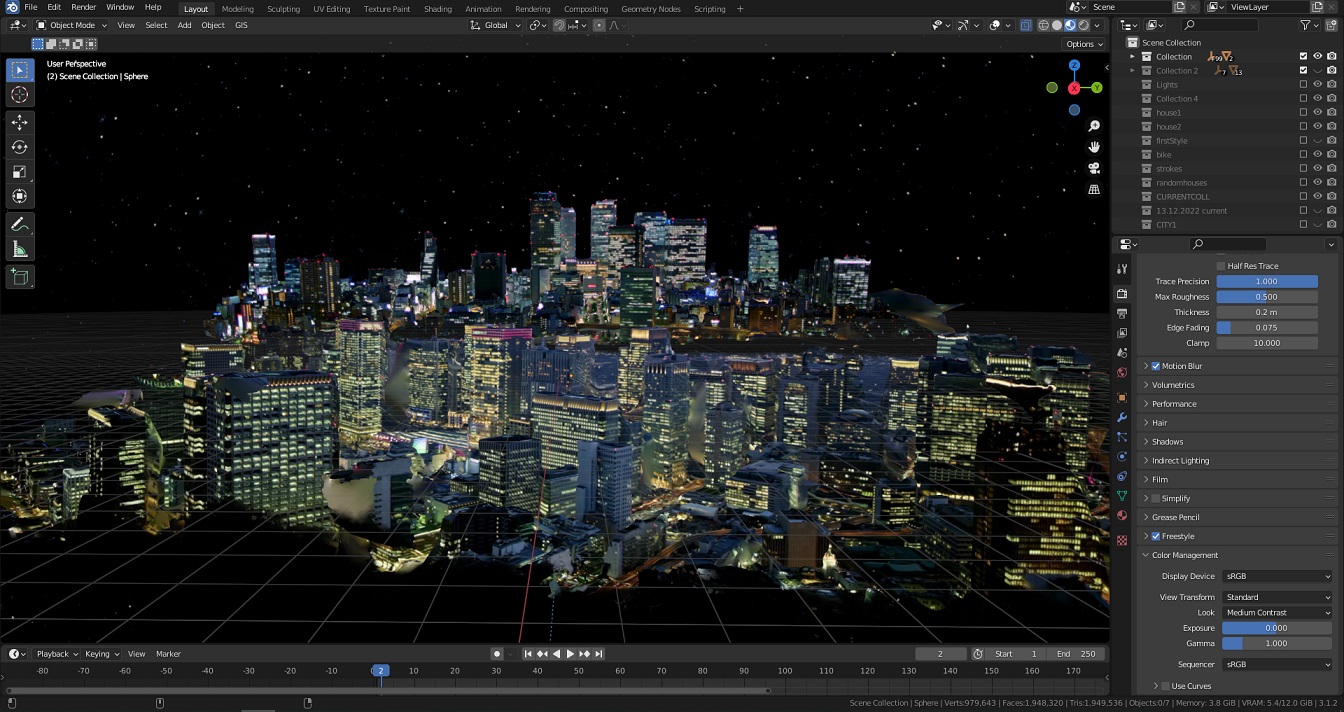 File Edit Render Window Help Layout Modeling Sculpting UV Editing Texture Paint Shading Animation Rendering Compositing Geometry Nodes Scripting + Scene ViewLayer
Object Mode View Select Add Object GIS Global
Options
User Perspective
(2) Scene Collection | Sphere
Z
X
Y
Scene Collection
Collection 99 2
Collection 2 7 13
Lights
Collection 4
house1
house2
firstStyle
bike
strokes
randomhouses
CURRENTCOLL
13.12.2022 current
CITY1
Half Res Trace
Trace Precision 1.000
Max Roughness 0.500
Thickness 0.2 m
Edge Fading 0.075
Clamp 10.000
Motion Blur
Volumetrics
Performance
Hair
Shadows
Indirect Lighting
Film
Simplify
Grease Pencil
Freestyle
Color Management
Display Device sRGB
View Transform Standard
Look Medium Contrast
Exposure 0.000
Gamma 1.000
Sequencer sRGB
Use Curves
Playback Keying View Marker 2 Start 1 End 250
-80 -70 -60 -50 -40 -30 -20 -10 2 10 20 30 40 50 60 70 80 90 100 110 120 130 140 150 160 170
Scene Collection | Sphere | Verts:979,643 | Faces:1,948,320 | Tris:1,949,536 | Objects:0/7 | Memory: 3.8 GiB | VRAM: 5.4/12.0 GiB | 3.1.2